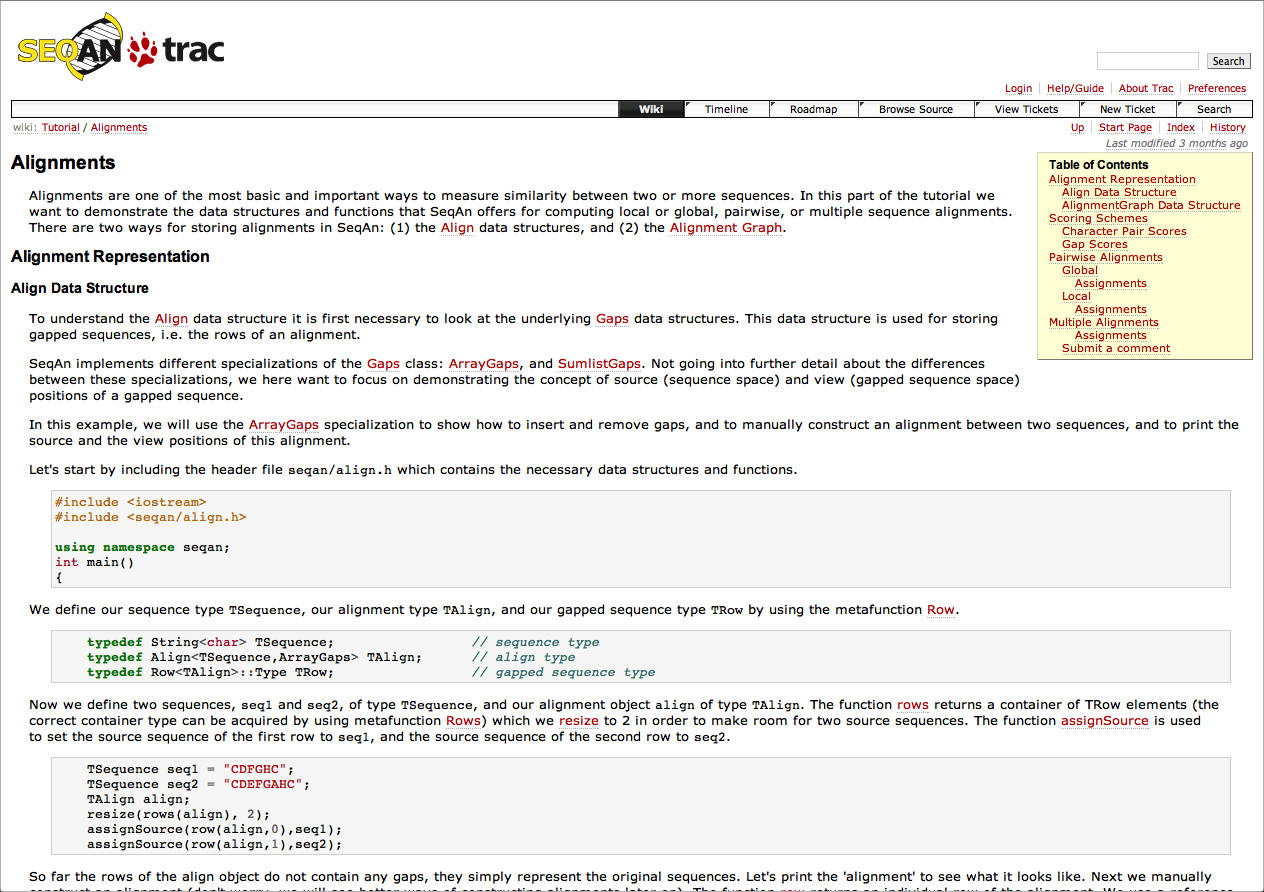 SEQAN trac
Search
Login Help/Guide About Trac Preferences
Wiki Timeline Roadmap Browse Source View Tickets New Ticket Search
wiki: Tutorial / Alignments
Up Start Page Index History
Last modified 3 months ago
Alignments
Alignments are one of the most basic and important ways to measure similarity between two or more sequences. In this part of the tutorial we
want to demonstrate the data structures and functions that SeqAn offers for computing local or global, pairwise, or multiple sequence alignments.
There are two ways for storing alignments in SeqAn: (1) the Align data structures, and (2) the Alignment Graph.
Table of Contents
Alignment Representation
Align Data Structure
AlignmentGraph Data Structure
Scoring Schemes
Character Pair Scores
Gap Scores
Pairwise Alignments
Global
Assignments
Local
Assignments
Multiple Alignments
Assignments
Submit a comment
Alignment Representation
Align Data Structure
To understand the Align data structure it is first necessary to look at the underlying Gaps data structures. This data structure is used for storing
gapped sequences, i.e. the rows of an alignment.
SeqAn implements different specializations of the Gaps class: ArrayGaps, and SumlistGaps. Not going into further detail about the differences
between these specializations, we here want to focus on demonstrating the concept of source (sequence space) and view (gapped sequence space)
positions of a gapped sequence.
In this example, we will use the ArrayGaps specialization to show how to insert and remove gaps, and to manually construct an alignment between two sequences, and to print the
source and the view positions of this alignment.
Let's start by including the header file seqan/align.h which contains the necessary data structures and functions.
#include <iostream>
#include <seqan/align.h>
using namespace seqan;
int main()
{
We define our sequence type TSequence, our alignment type TAlign, and our gapped sequence type TRow by using the metafunction Row.
typedef String<char> TSequence; // sequence type
typedef Align<TSequence,ArrayGaps> TAlign; // align type
typedef Row<TAlign>::Type TRow; // gapped sequence type
Now we define two sequences, seq1 and seq2, of type TSequence, and our alignment object align of type TAlign. The function rows returns a container of TRow elements (the
correct container type can be acquired by using metafunction Rows) which we resize to 2 in order to make room for two source sequences. The function assignSource is used
to set the source sequence of the first row to seq1, and the source sequence of the second row to seq2.
TSequence seq1 = "CDFGHC";
TSequence seq2 = "CDEFGAHC";
TAlign align;
resize(rows(align), 2);
assignSource(row(align,0),seq1);
assignSource(row(align,1),seq2);
So far the rows of the align object do not contain any gaps, they simply represent the original sequences. Let's print the 'alignment' to see what it looks like. Next we manually